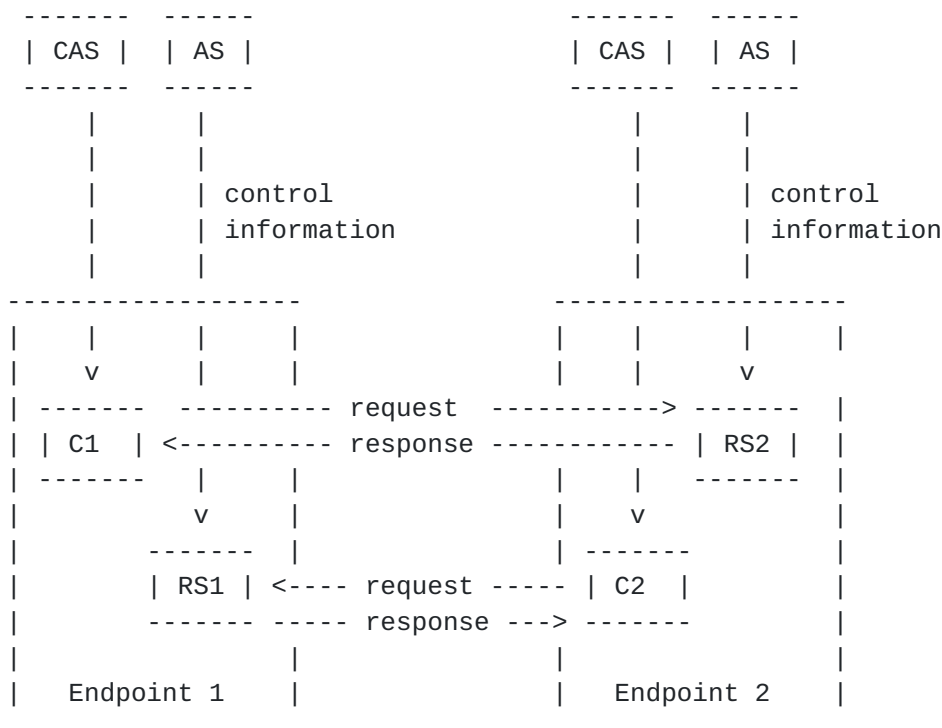 -------  ------                     -------  ------
 | CAS |  | AS |                     | CAS |  | AS |
 -------  ------                     -------  ------
     |      |                            |      |
     |      |                            |      |
     |      | control                    |      | control
     |      | information                |      | information
     |      |                            |      |
-------------------                -------------------
|    |      |     |                |    |      |     |
|    v      |     |                |    |      v     |
| -------  ---------- request  -----------> -------  |
| | C1  | <---------- response ------------ | RS2 |  |
| -------   |     |                |    |   -------  |
|           v     |                |    v            |
|        -------  |                | -------         |
|        | RS1 | <---- request ----- | C2  |         |
|        ------- ----- response ---> -------         |
|                 |                |                 |
|   Endpoint 1    |                |   Endpoint 2    |